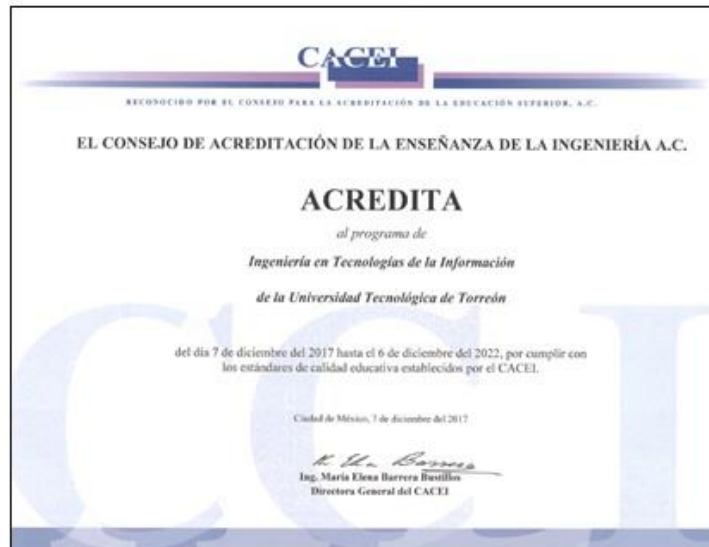 CACEI
RECONOCIDO POR EL CONSEJO PARA LA ACREDITACIÓN DE LA EDUCACIÓN SUPERIOR, A.C.
EL CONSEJO DE ACREDITACIÓN DE LA ENSEÑANZA DE LA INGENIERÍA A.C.
ACREDITA
al programa de
Ingeniería en Tecnologías de la Información
de la Universidad Tecnológica de Torreón
del día 7 de diciembre del 2017 hasta el 6 de diciembre del 2022, por cumplir con
los estándares de calidad educativa establecidos por el CACEI.
Ciudad de México, 7 de diciembre del 2017
Ing. María Elena Barrera Bustillos
Directora General del CACEI